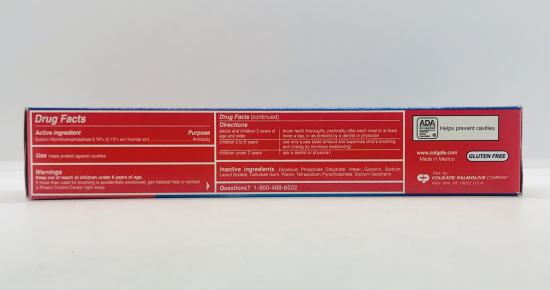 Drug Facts
Active ingredient Purpose
Sodium Monofluorophosphate 0.76% (0.15% w/v fluoride ion) Anticavity
Use helps protect against cavities
Warnings
Keep out of reach of children under 6 years of age.
If more than used for brushing is accidentally swallowed, get medical help or contact
a Poison Control Center right away.
Drug Facts (continued)
Directions
adults and children 2 years of brush teeth thoroughly, preferably after each meal or at least
age and older twice a day, or as directed by a dentist or physician
children 2 to 6 years use only a pea sized amount and supervise child's brushing
and rinsing (to minimize swallowing)
children under 2 years ask a dentist or physician
Inactive ingredients Dicalcium Phosphate Dihydrate, Water, Glycerin, Sodium
Lauryl Sulfate, Cellulose Gum, Flavor, Tetrasodium Pyrophosphate, Sodium Saccharin
Questions? 1-800-468-6502
ADA
Accepted
Helps prevent cavities
www.colgate.com
Made in Mexico
GLUTEN FREE
Dist. by:
COLGATE-PALMOLIVE COMPANY
New York, NY 10022 U.S.A.